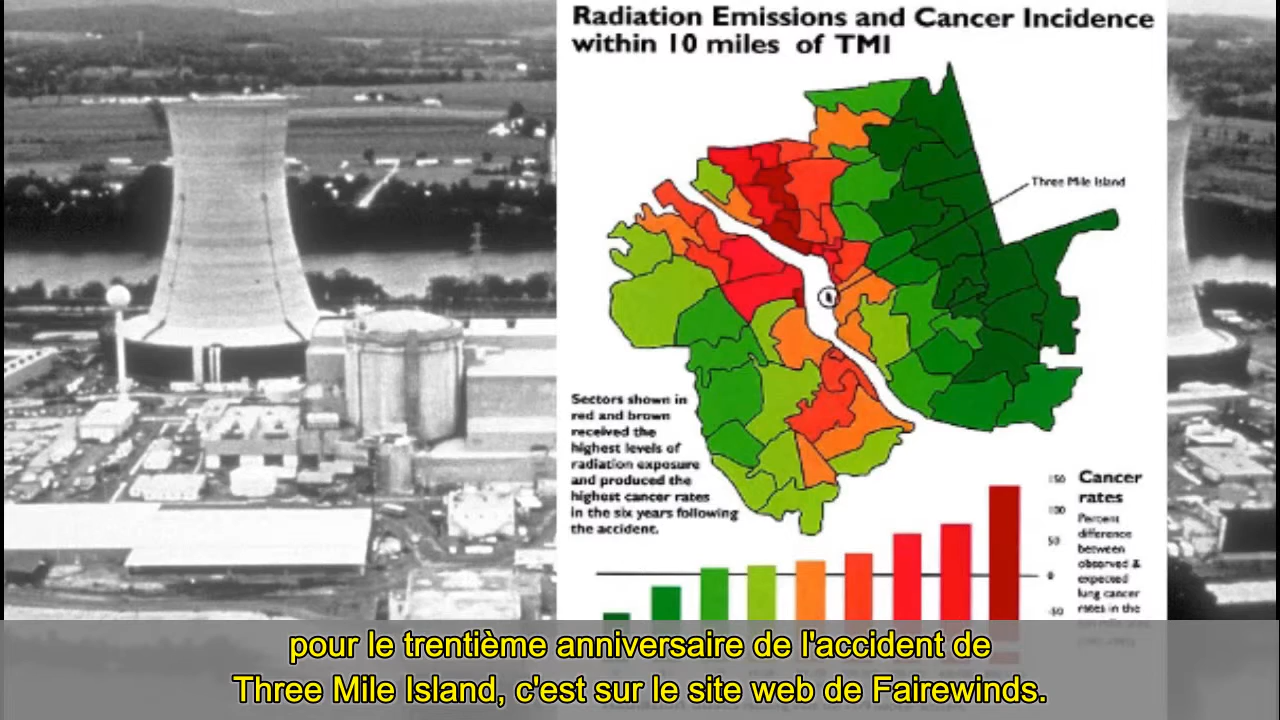 Radiation Emissions and Cancer Incidence
within 10 miles of TMI
Three Mile Island
Sectors shown in
red and brown
received the
highest levels of
radiation exposure
and produced the
highest cancer rates
in the six years following
the accident.
Cancer
rates
Percent
difference
between
observed &
expected
lung cancer
rates in the
150
100
50
0
-50
pour le trentième anniversaire de l'accident de
Three Mile Island, c'est sur le site web de Fairewinds.